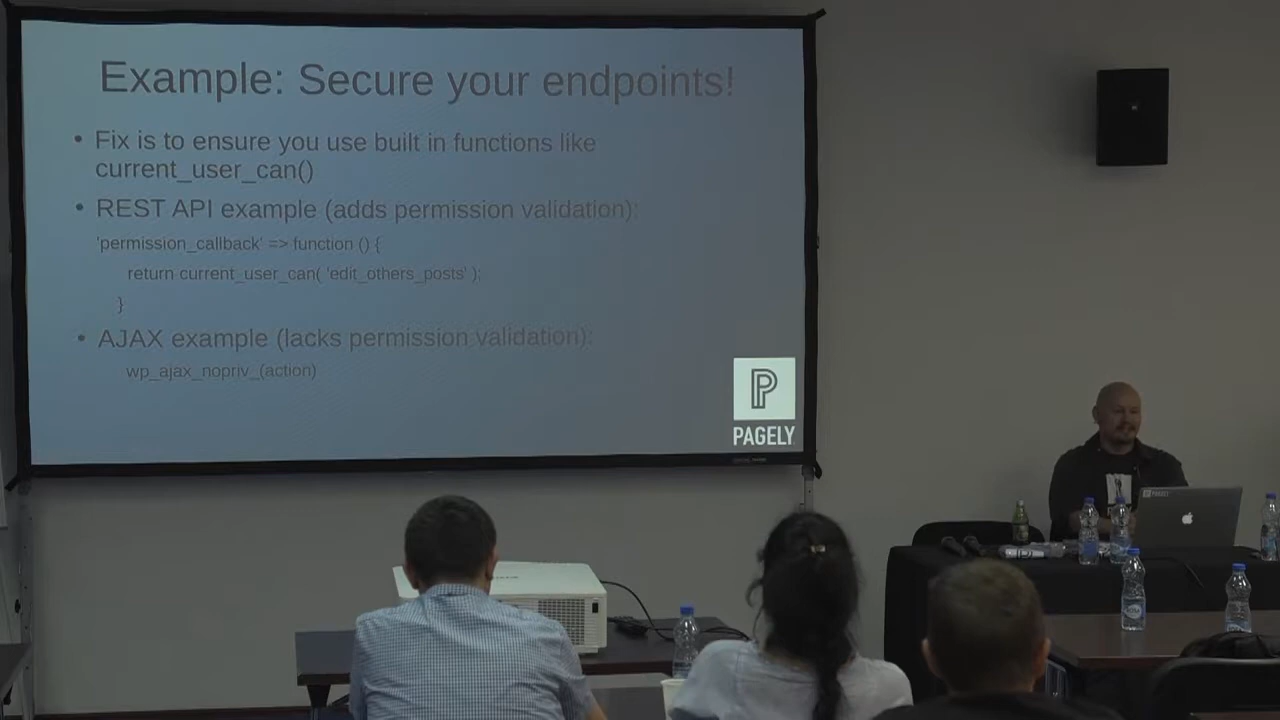 Example: Secure your endpoints!
• Fix is to ensure you use built in functions like
current_user_can()
• REST API example (adds permission validation):
'permission_callback' => function () {
return current_user_can( 'edit_others_posts' );
}
• AJAX example (lacks permission validation):
wp_ajax_nopriv_(action)
P
PAGELY
PAGELY